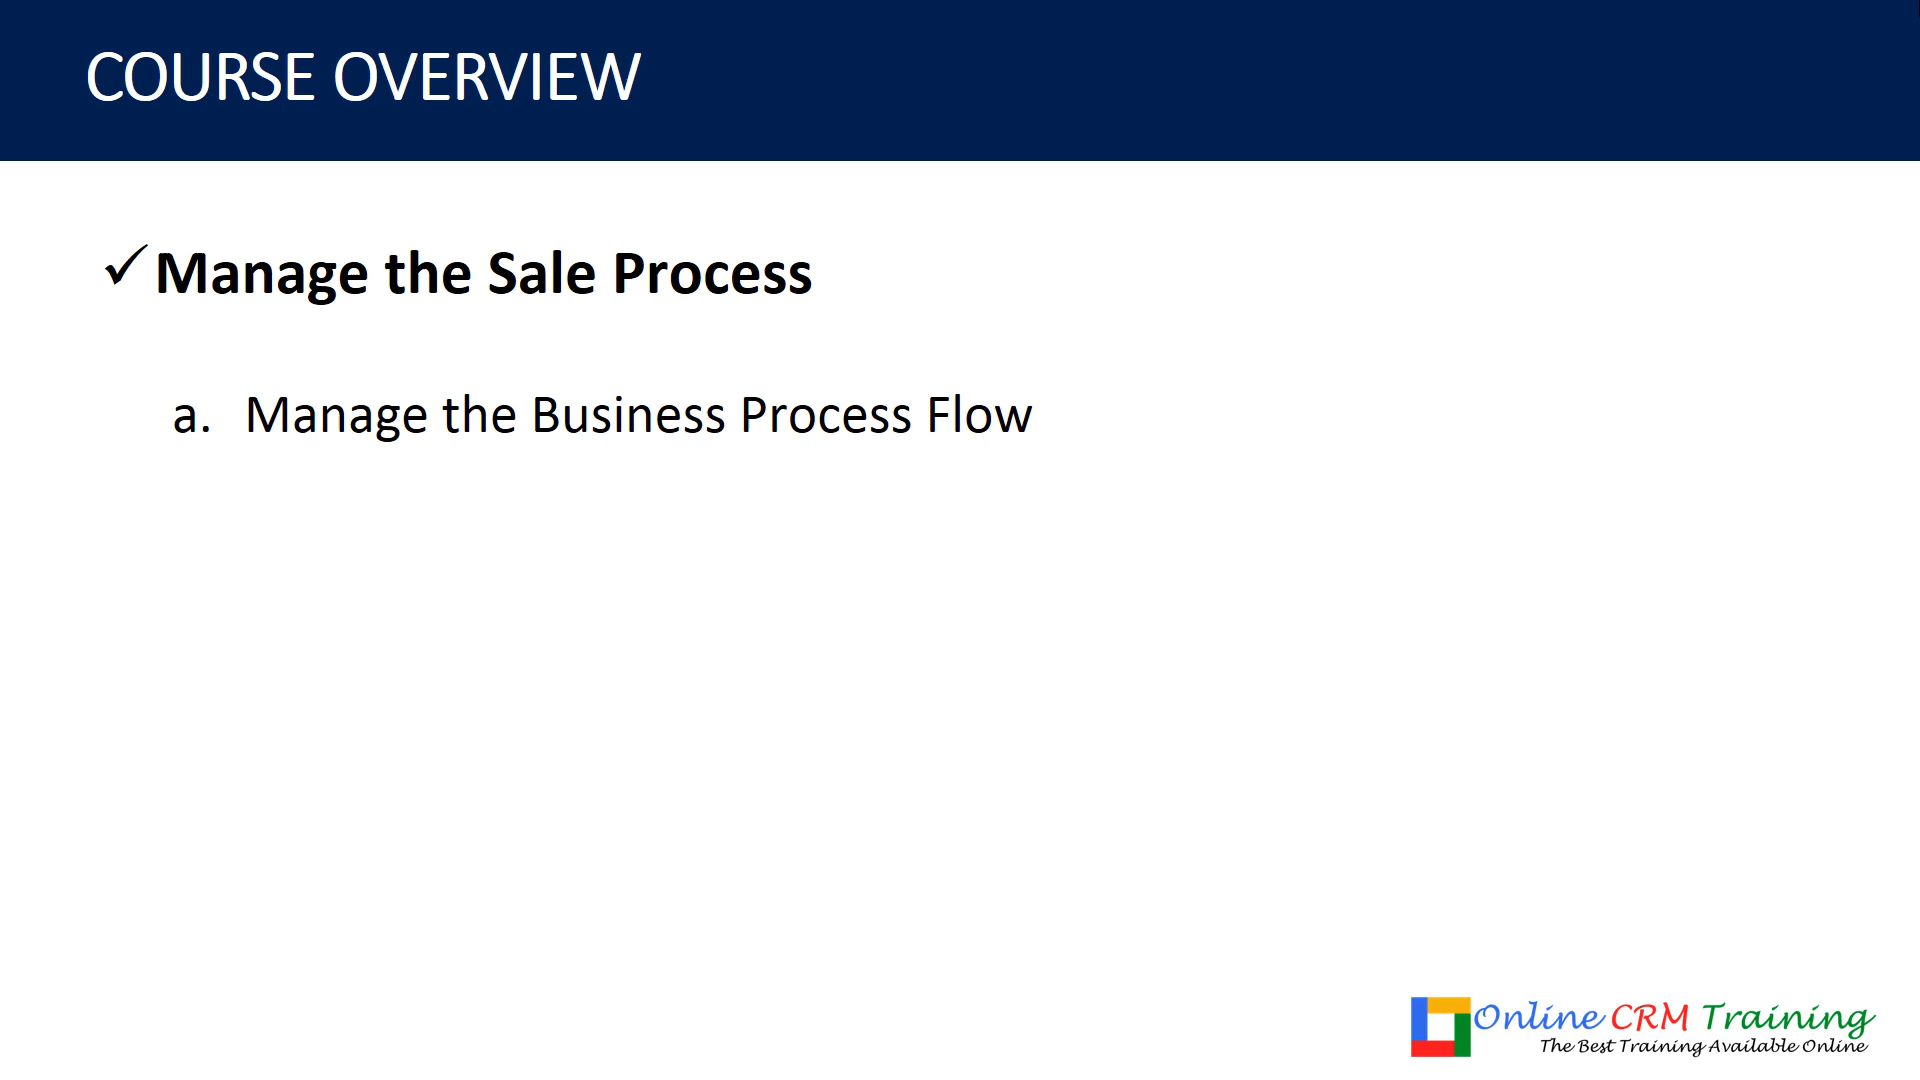 COURSE OVERVIEW
✓ Manage the Sale Process
a. Manage the Business Process Flow
Online CRM Training
The Best Training Available Online